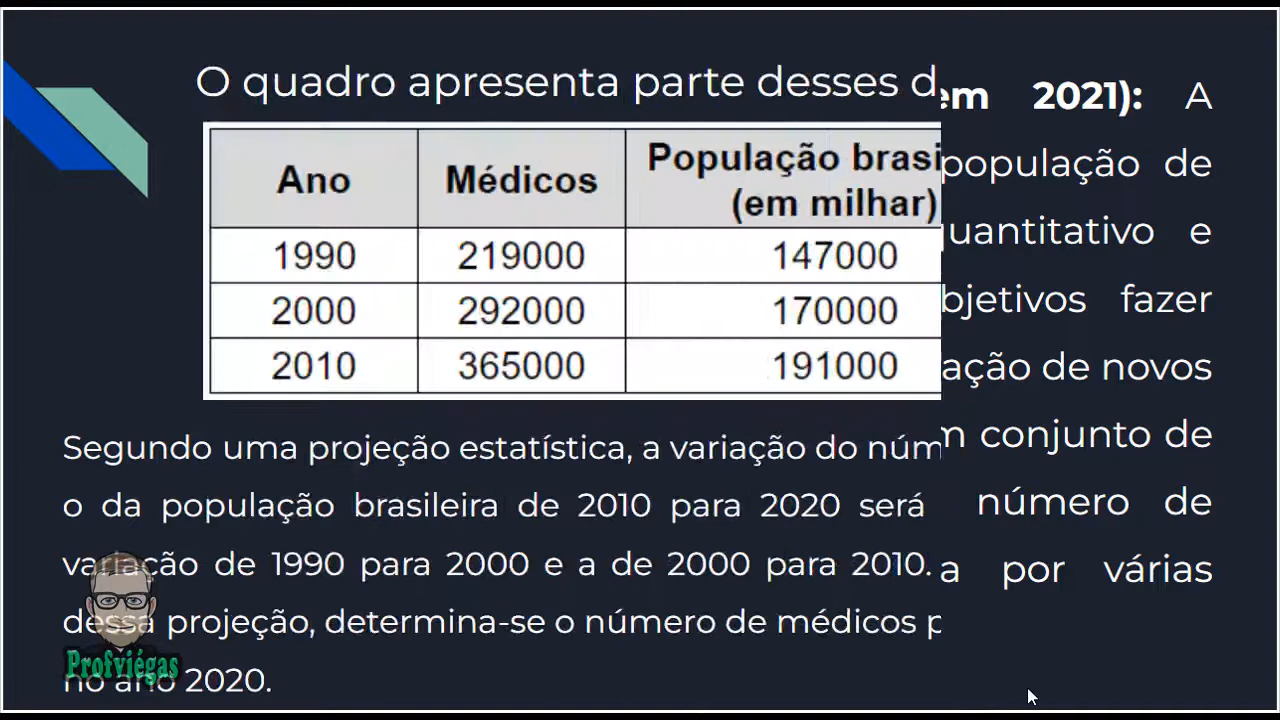 O quadro apresenta parte desses d
Ano Médicos População brasi
(em milhar)
1990 219000 147000
2000 292000 170000
2010 365000 191000
Segundo uma projeção estatística, a variação do núm
o da população brasileira de 2010 para 2020 será
variação de 1990 para 2000 e a de 2000 para 2010.
dessa projeção, determina-se o número de médicos p
no ano 2020.
em 2021): A
população de
quantitativo e
bjetivos fazer
ação de novos
m conjunto de
número de
a por várias
Profviégas